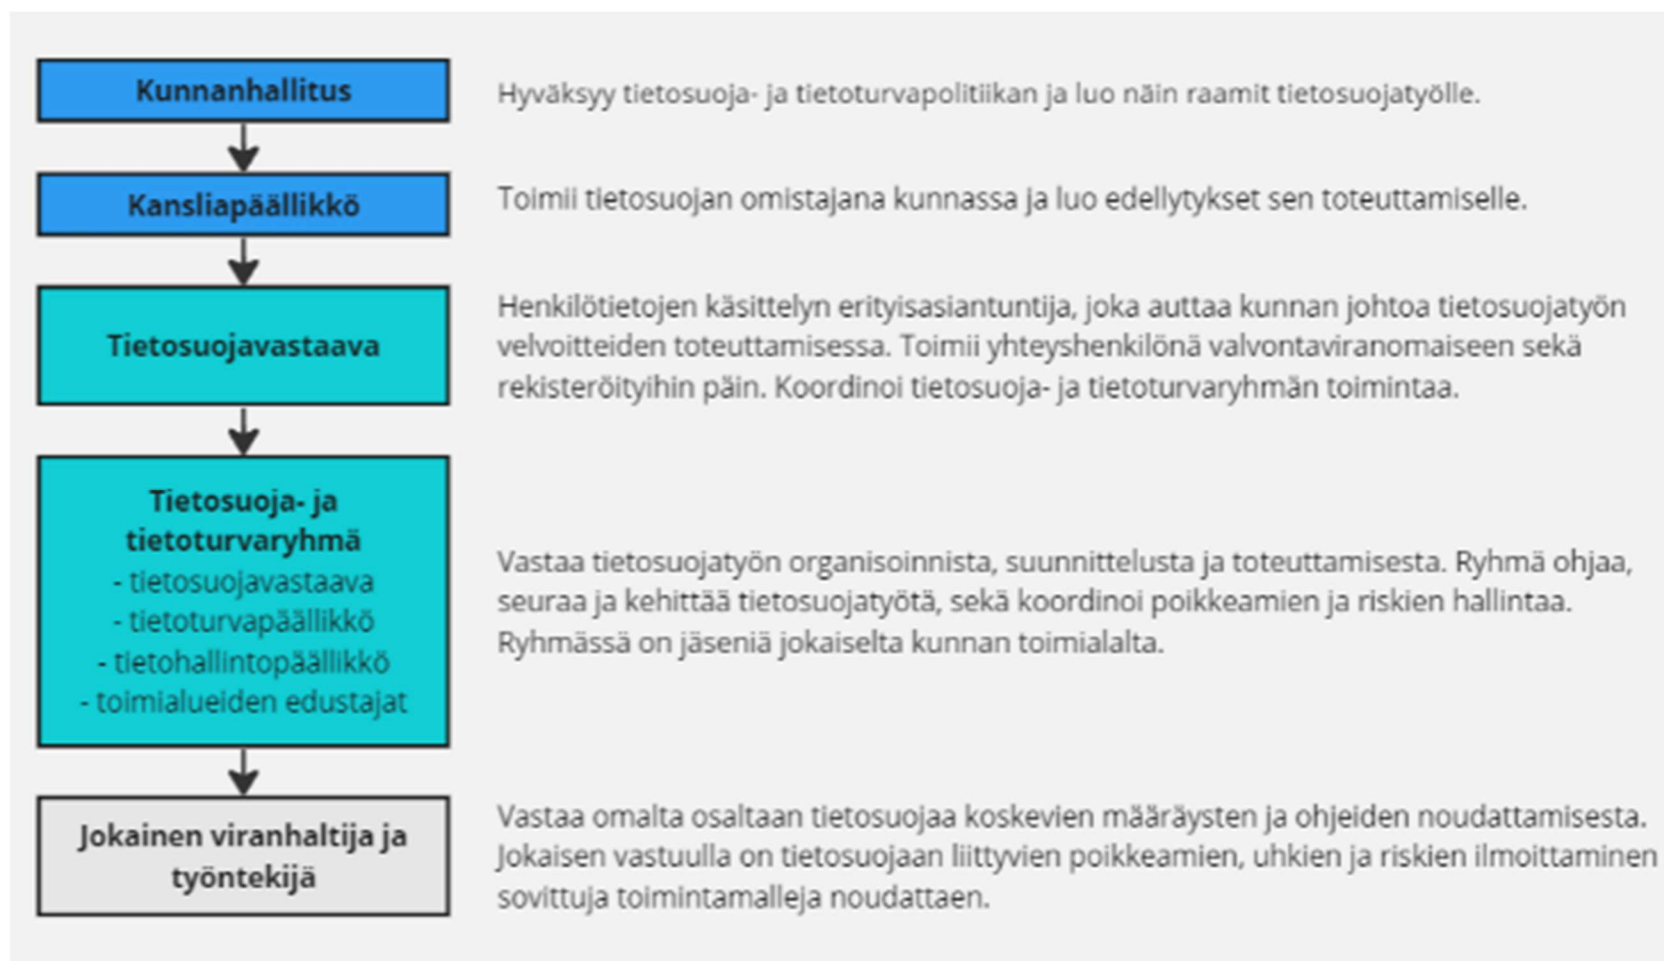 Kunnanhallitus
Hyväksyy tietosuoja- ja tietoturvapolitiikan ja luo näin raamit tietosuojatyölle.
Kansliapäällikkö
Toimii tietosuojan omistajana kunnassa ja luo edellytykset sen toteuttamiselle.
Tietosuojavastaava
Henkilötietojen käsittelyn erityisasiantuntija, joka auttaa kunnan johtoa tietosuojatyön
velvoitteiden toteuttamisessa. Toimii yhteyshenkilönä valvontaviranomaiseen sekä
rekisteröityihin päin. Koordinoi tietosuoja- ja tietoturvaryhmän toimintaa.
Tietosuoja- ja
tietoturvaryhmä
- tietosuojavastaava
- tietoturvapäällikkö
- tietohallintopäällikkö
- toimialueiden edustajat
Vastaa tietosuojatyön organisoinnista, suunnittelusta ja toteuttamisesta. Ryhmä ohjaa,
seuraa ja kehittää tietosuojatyötä, sekä koordinoi poikkeamien ja riskien hallintaa.
Ryhmässä on jäseniä jokaiselta kunnan toimialalta.
Jokainen viranhaltija ja
työntekijä
Vastaa omalta osaltaan tietosuojaa koskevien määräysten ja ohjeiden noudattamisesta.
Jokaisen vastuulla on tietosuojaan liittyvien poikkeamien, uhkien ja riskien ilmoittaminen
sovittuja toimintamalleja noudattaen.